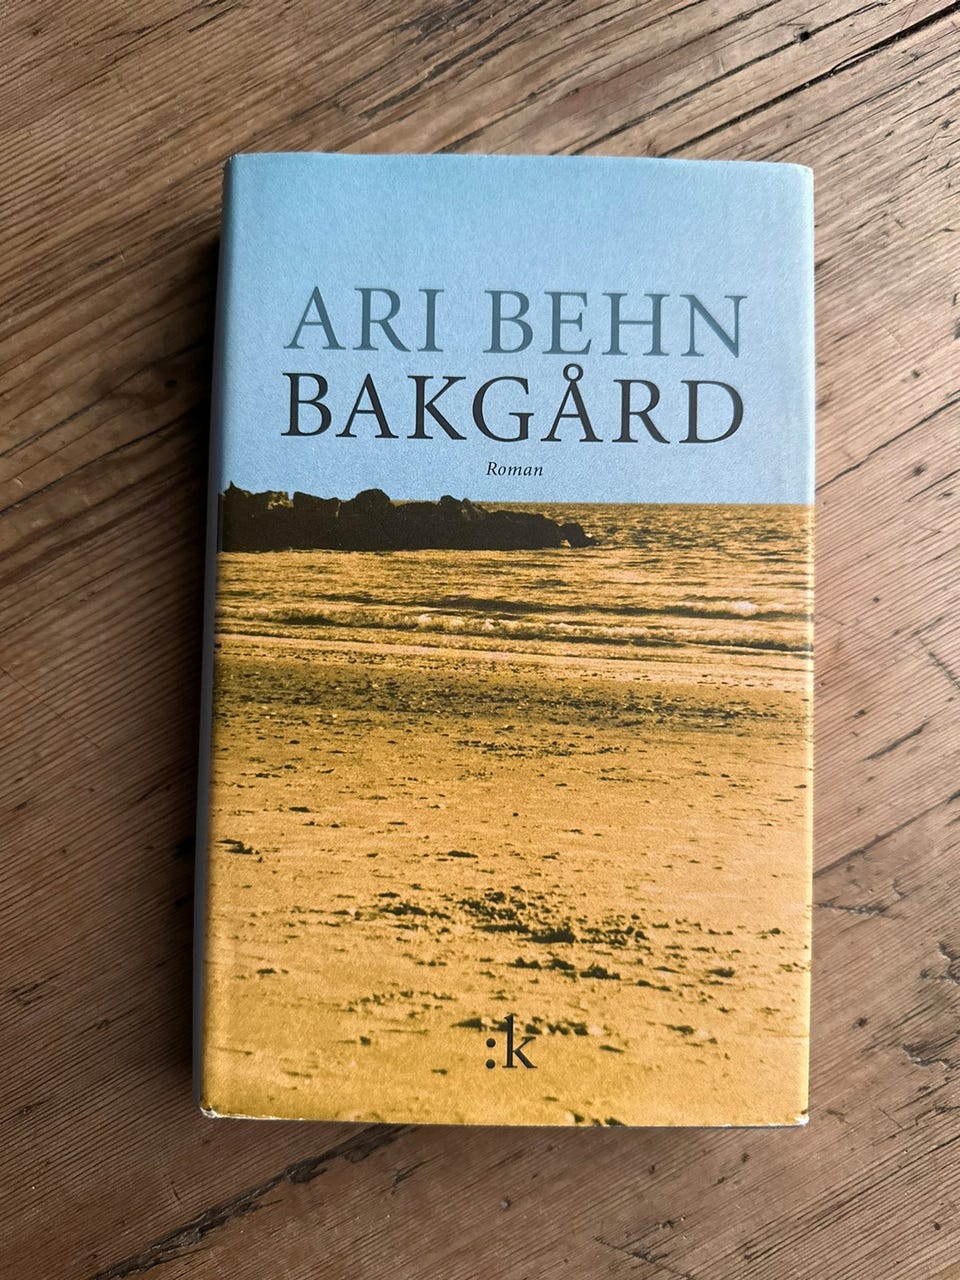 ARI BEHN
BAKGÅRD
Roman
:k